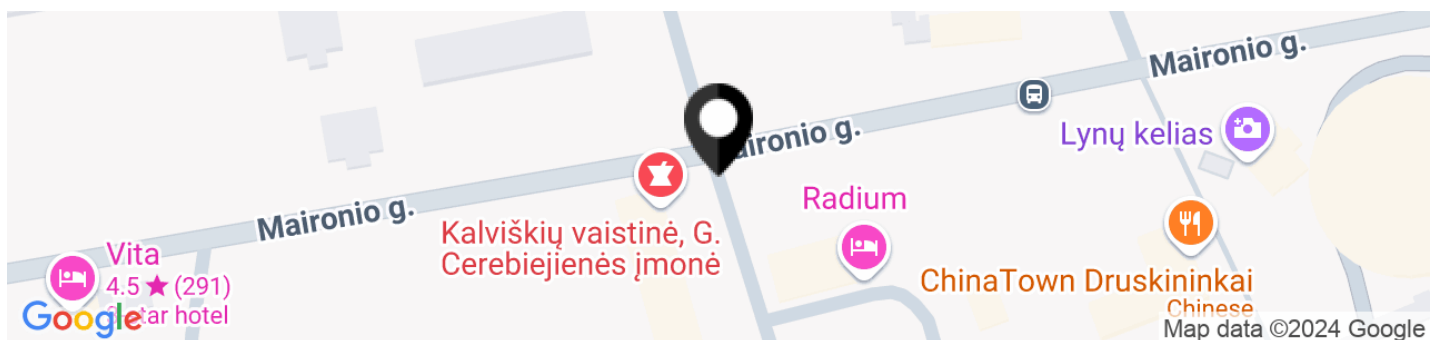 Maironio g.
Maironio g.
Lynų kelias
Radium
Maironio g.
Kalviškių vaistinė, G.
Cerebiejienės įmonė
Vita
4.5 ★ (291)
tar hotel
ChinaTown Druskininkai
Chinese
Google
Map data ©2024 Google